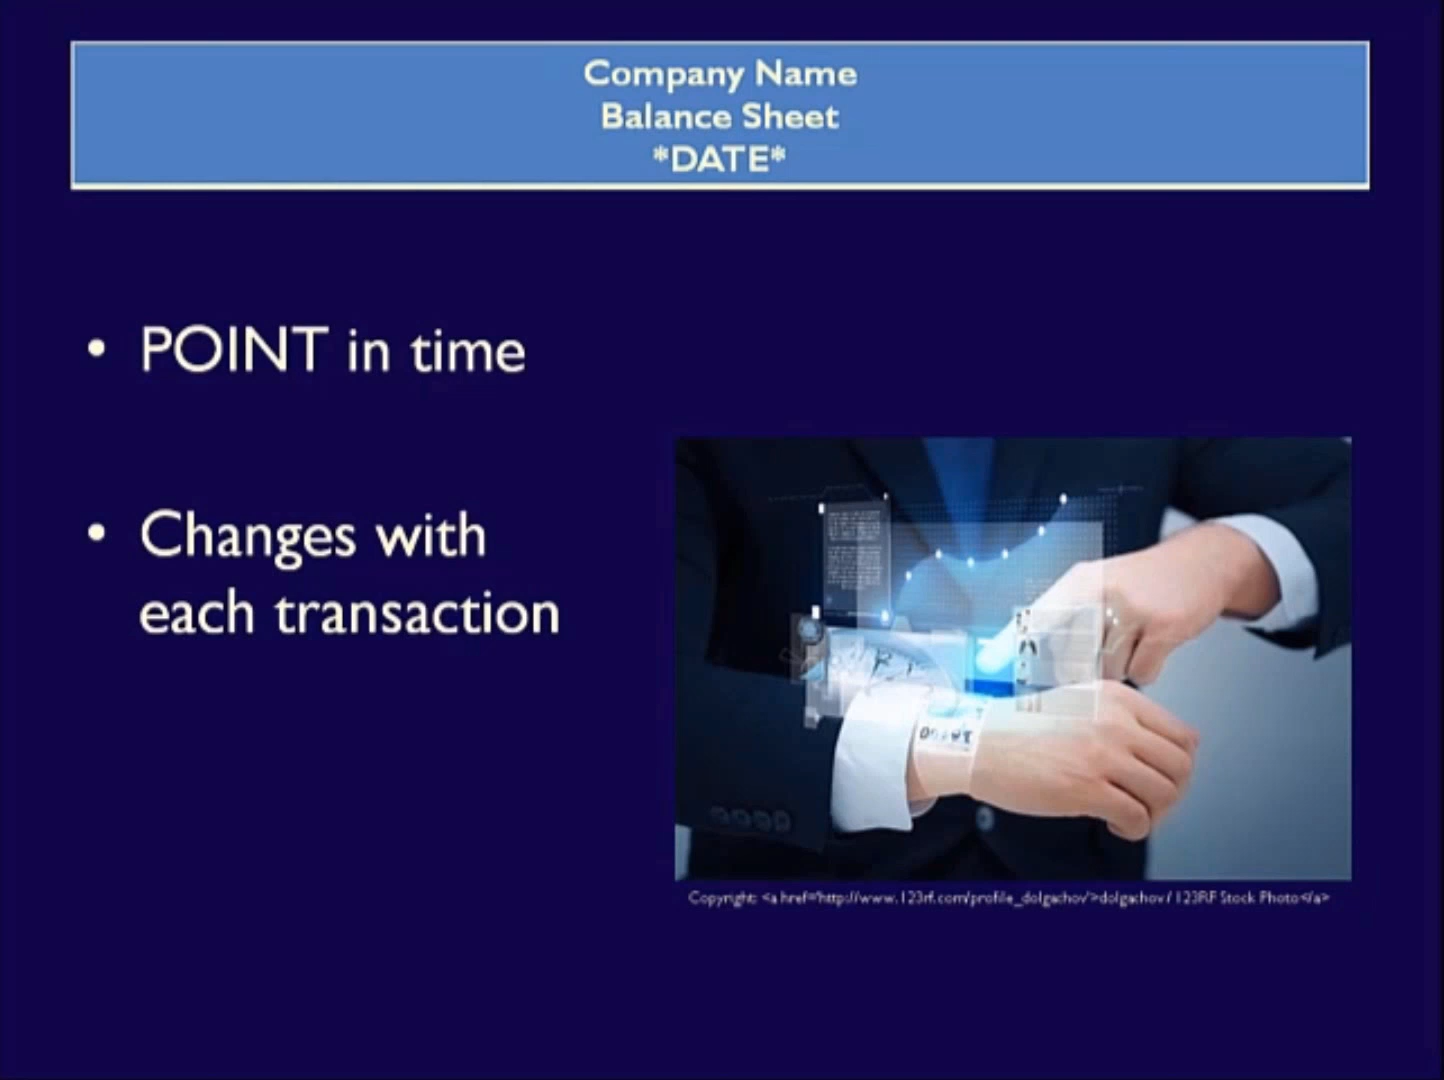 Company Name
Balance Sheet
*DATE*
• POINT in time
• Changes with
each transaction
Copyright: <a href='http://www.123rf.com/profile_dolgachov'>dolgachov / 123RF Stock Photo</a>